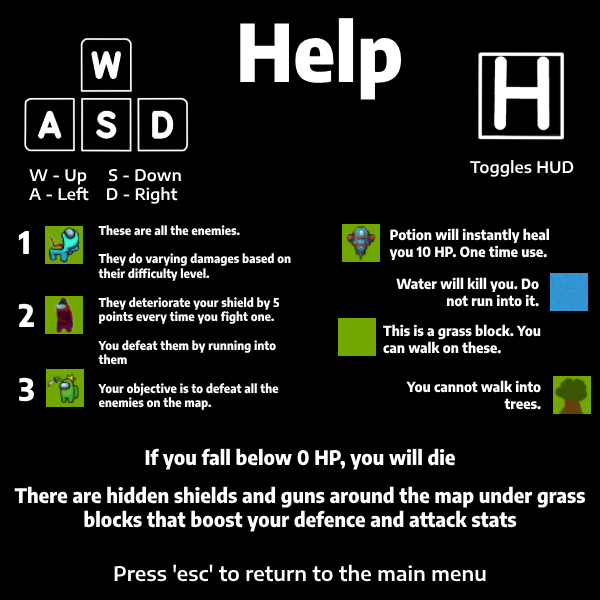 Help
W
A S D
W - Up S - Down
A - Left D - Right
H
Toggles HUD
1
These are all the enemies.
They do varying damages based on
their difficulty level.
2
They deteriorate your shield by 5
points every time you fight one.
You defeat them by running into
them
3
Your objective is to defeat all the
enemies on the map.
Potion will instantly heal
you 10 HP. One time use.
Water will kill you. Do
not run into it.
This is a grass block. You
can walk on these.
You cannot walk into
trees.
If you fall below 0 HP, you will die
There are hidden shields and guns around the map under grass
blocks that boost your defence and attack stats
Press 'esc' to return to the main menu